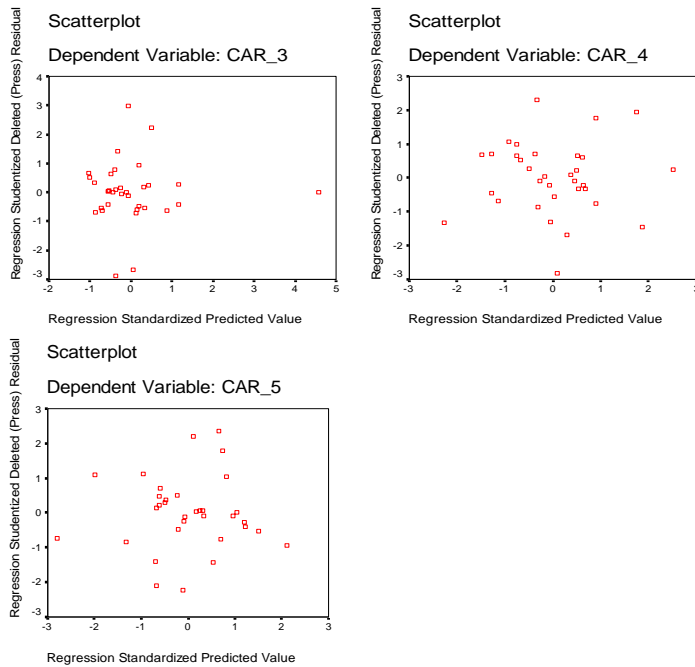 Scatterplot
Dependent Variable: CAR_3
Regression Studentized Deleted (Press) Residual
4
3
2
1
0
-1
-2
-3
-2 -1 0 1 2 3 4 5
Regression Standardized Predicted Value
Scatterplot
Dependent Variable: CAR_4
Regression Studentized Deleted (Press) Residual
3
2
1
0
-1
-2
-3
-3 -2 -1 0 1 2 3
Regression Standardized Predicted Value
Scatterplot
Dependent Variable: CAR_5
Regression Studentized Deleted (Press) Residual
3
2
1
0
-1
-2
-3
-3 -2 -1 0 1 2 3
Regression Standardized Predicted Value